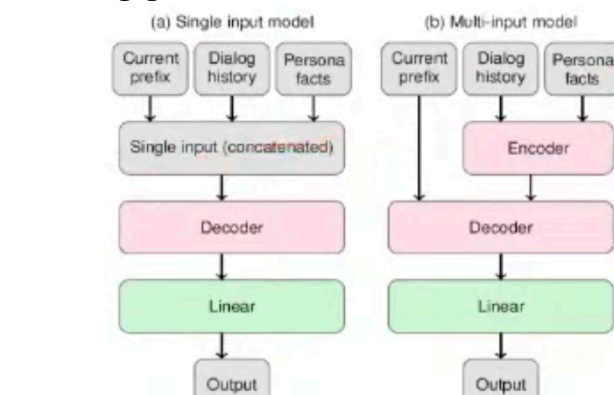 (a) Single input model
Current prefix
Dialog history
Persona facts
Single input (concatenated)
Decoder
Linear
Output
(b) Multi-input model
Current prefix
Dialog history
Persona facts
Encoder
Decoder
Linear
Output